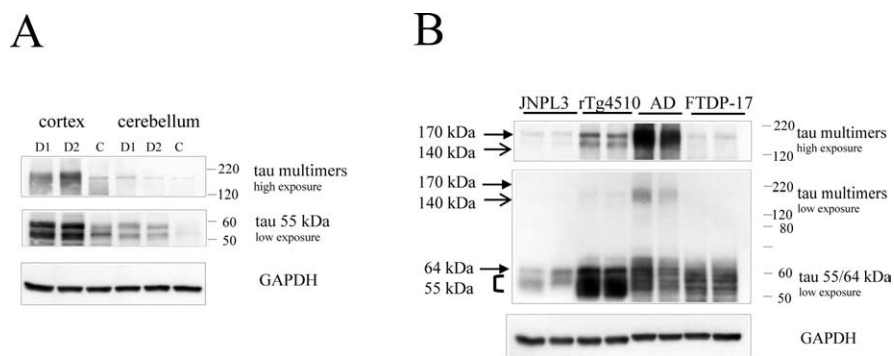 A
cortex cerebellum
D1 D2 C D1 D2 C
220
120
tau multimers
high exposure
60
50
tau 55 kDa
low exposure
GAPDH
B
JNPL3 rTg4510 AD FTDP-17
170 kDa
140 kDa
220
120
tau multimers
high exposure
170 kDa
140 kDa
220
120
80
tau multimers
low exposure
64 kDa
55 kDa
60
50
tau 55/64 kDa
low exposure
GAPDH